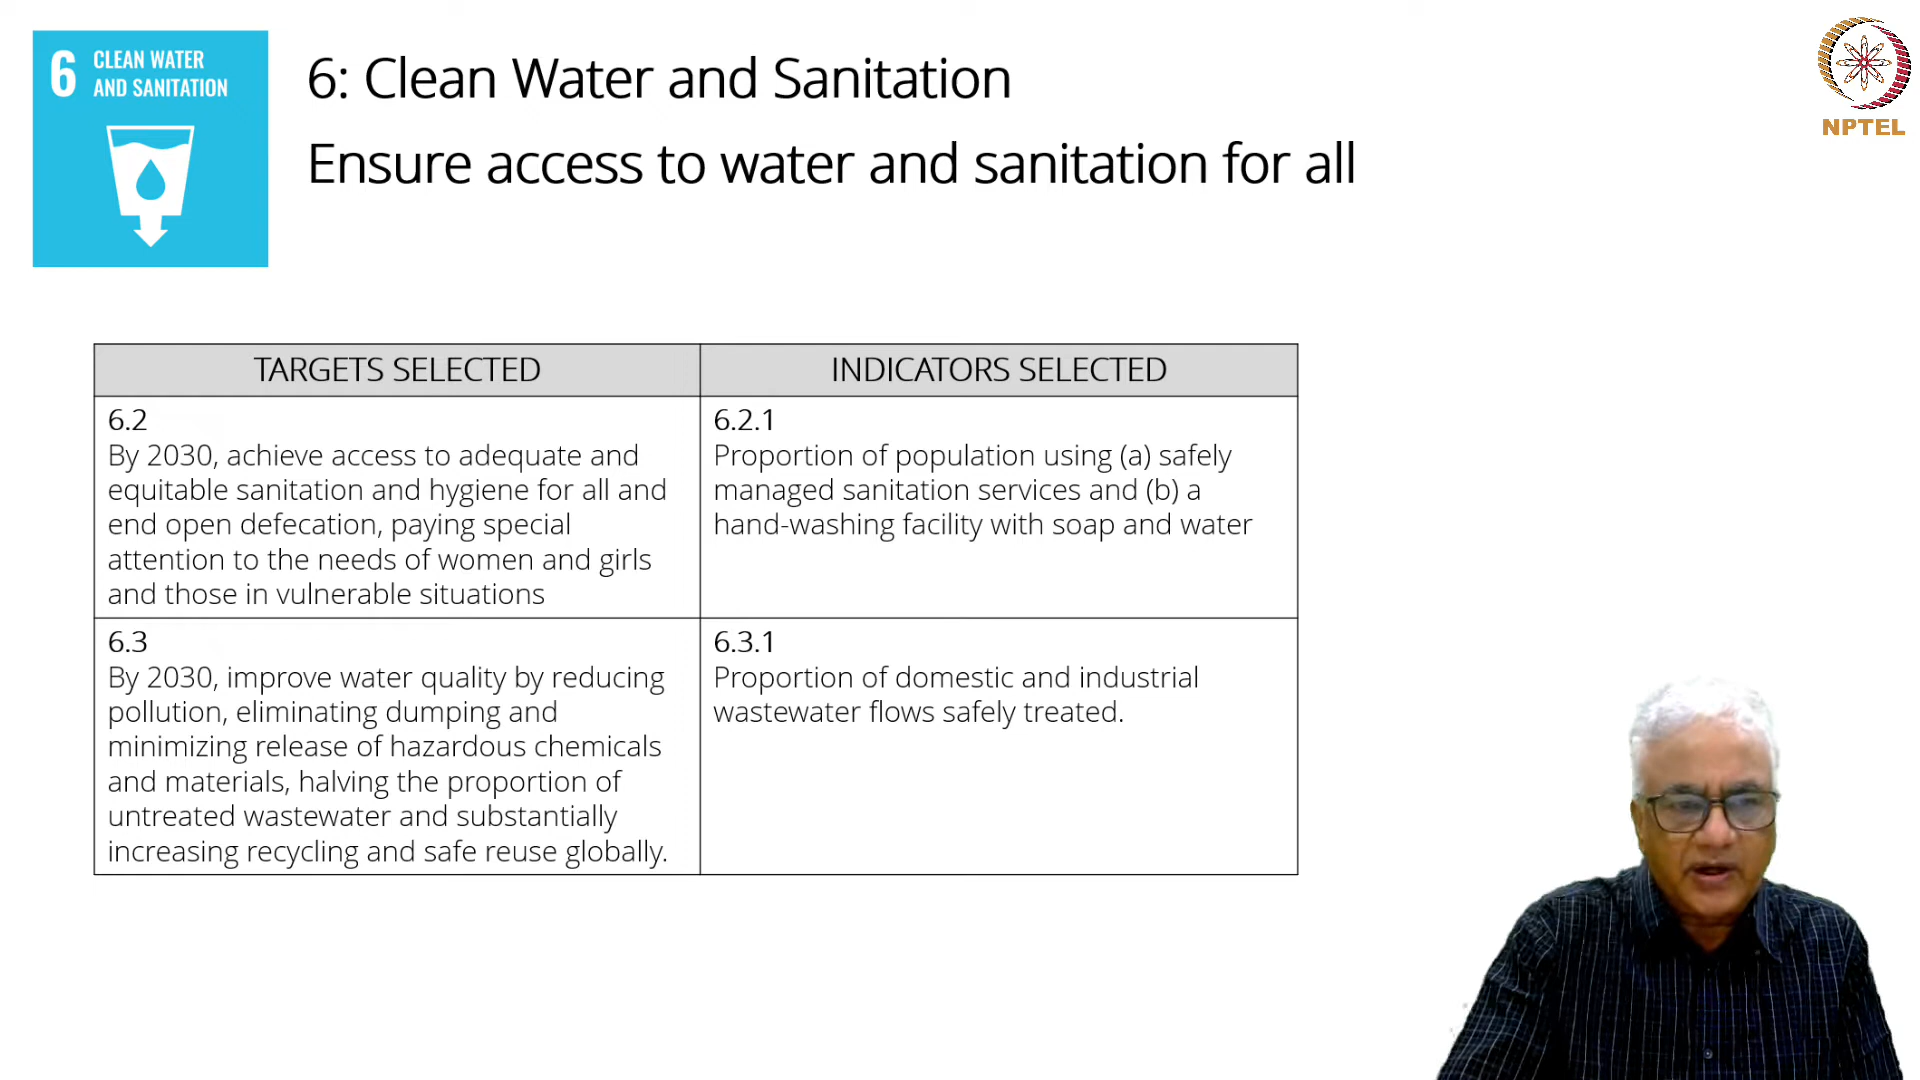 6 CLEAN WATER
AND SANITATION
6: Clean Water and Sanitation
Ensure access to water and sanitation for all
NPTEL
TARGETS SELECTED
INDICATORS SELECTED
6.2
By 2030, achieve access to adequate and
equitable sanitation and hygiene for all and
end open defecation, paying special
attention to the needs of women and girls
and those in vulnerable situations
6.2.1
Proportion of population using (a) safely
managed sanitation services and (b) a
hand-washing facility with soap and water
6.3
By 2030, improve water quality by reducing
pollution, eliminating dumping and
minimizing release of hazardous chemicals
and materials, halving the proportion of
untreated wastewater and substantially
increasing recycling and safe reuse globally.
6.3.1
Proportion of domestic and industrial
wastewater flows safely treated.